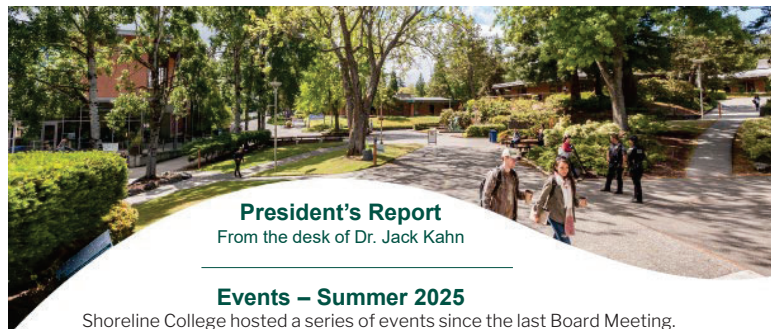 President’s Report
From the desk of Dr. Jack Kahn
Events – Summer 2025
Shoreline College hosted a series of events since the last Board Meeting.